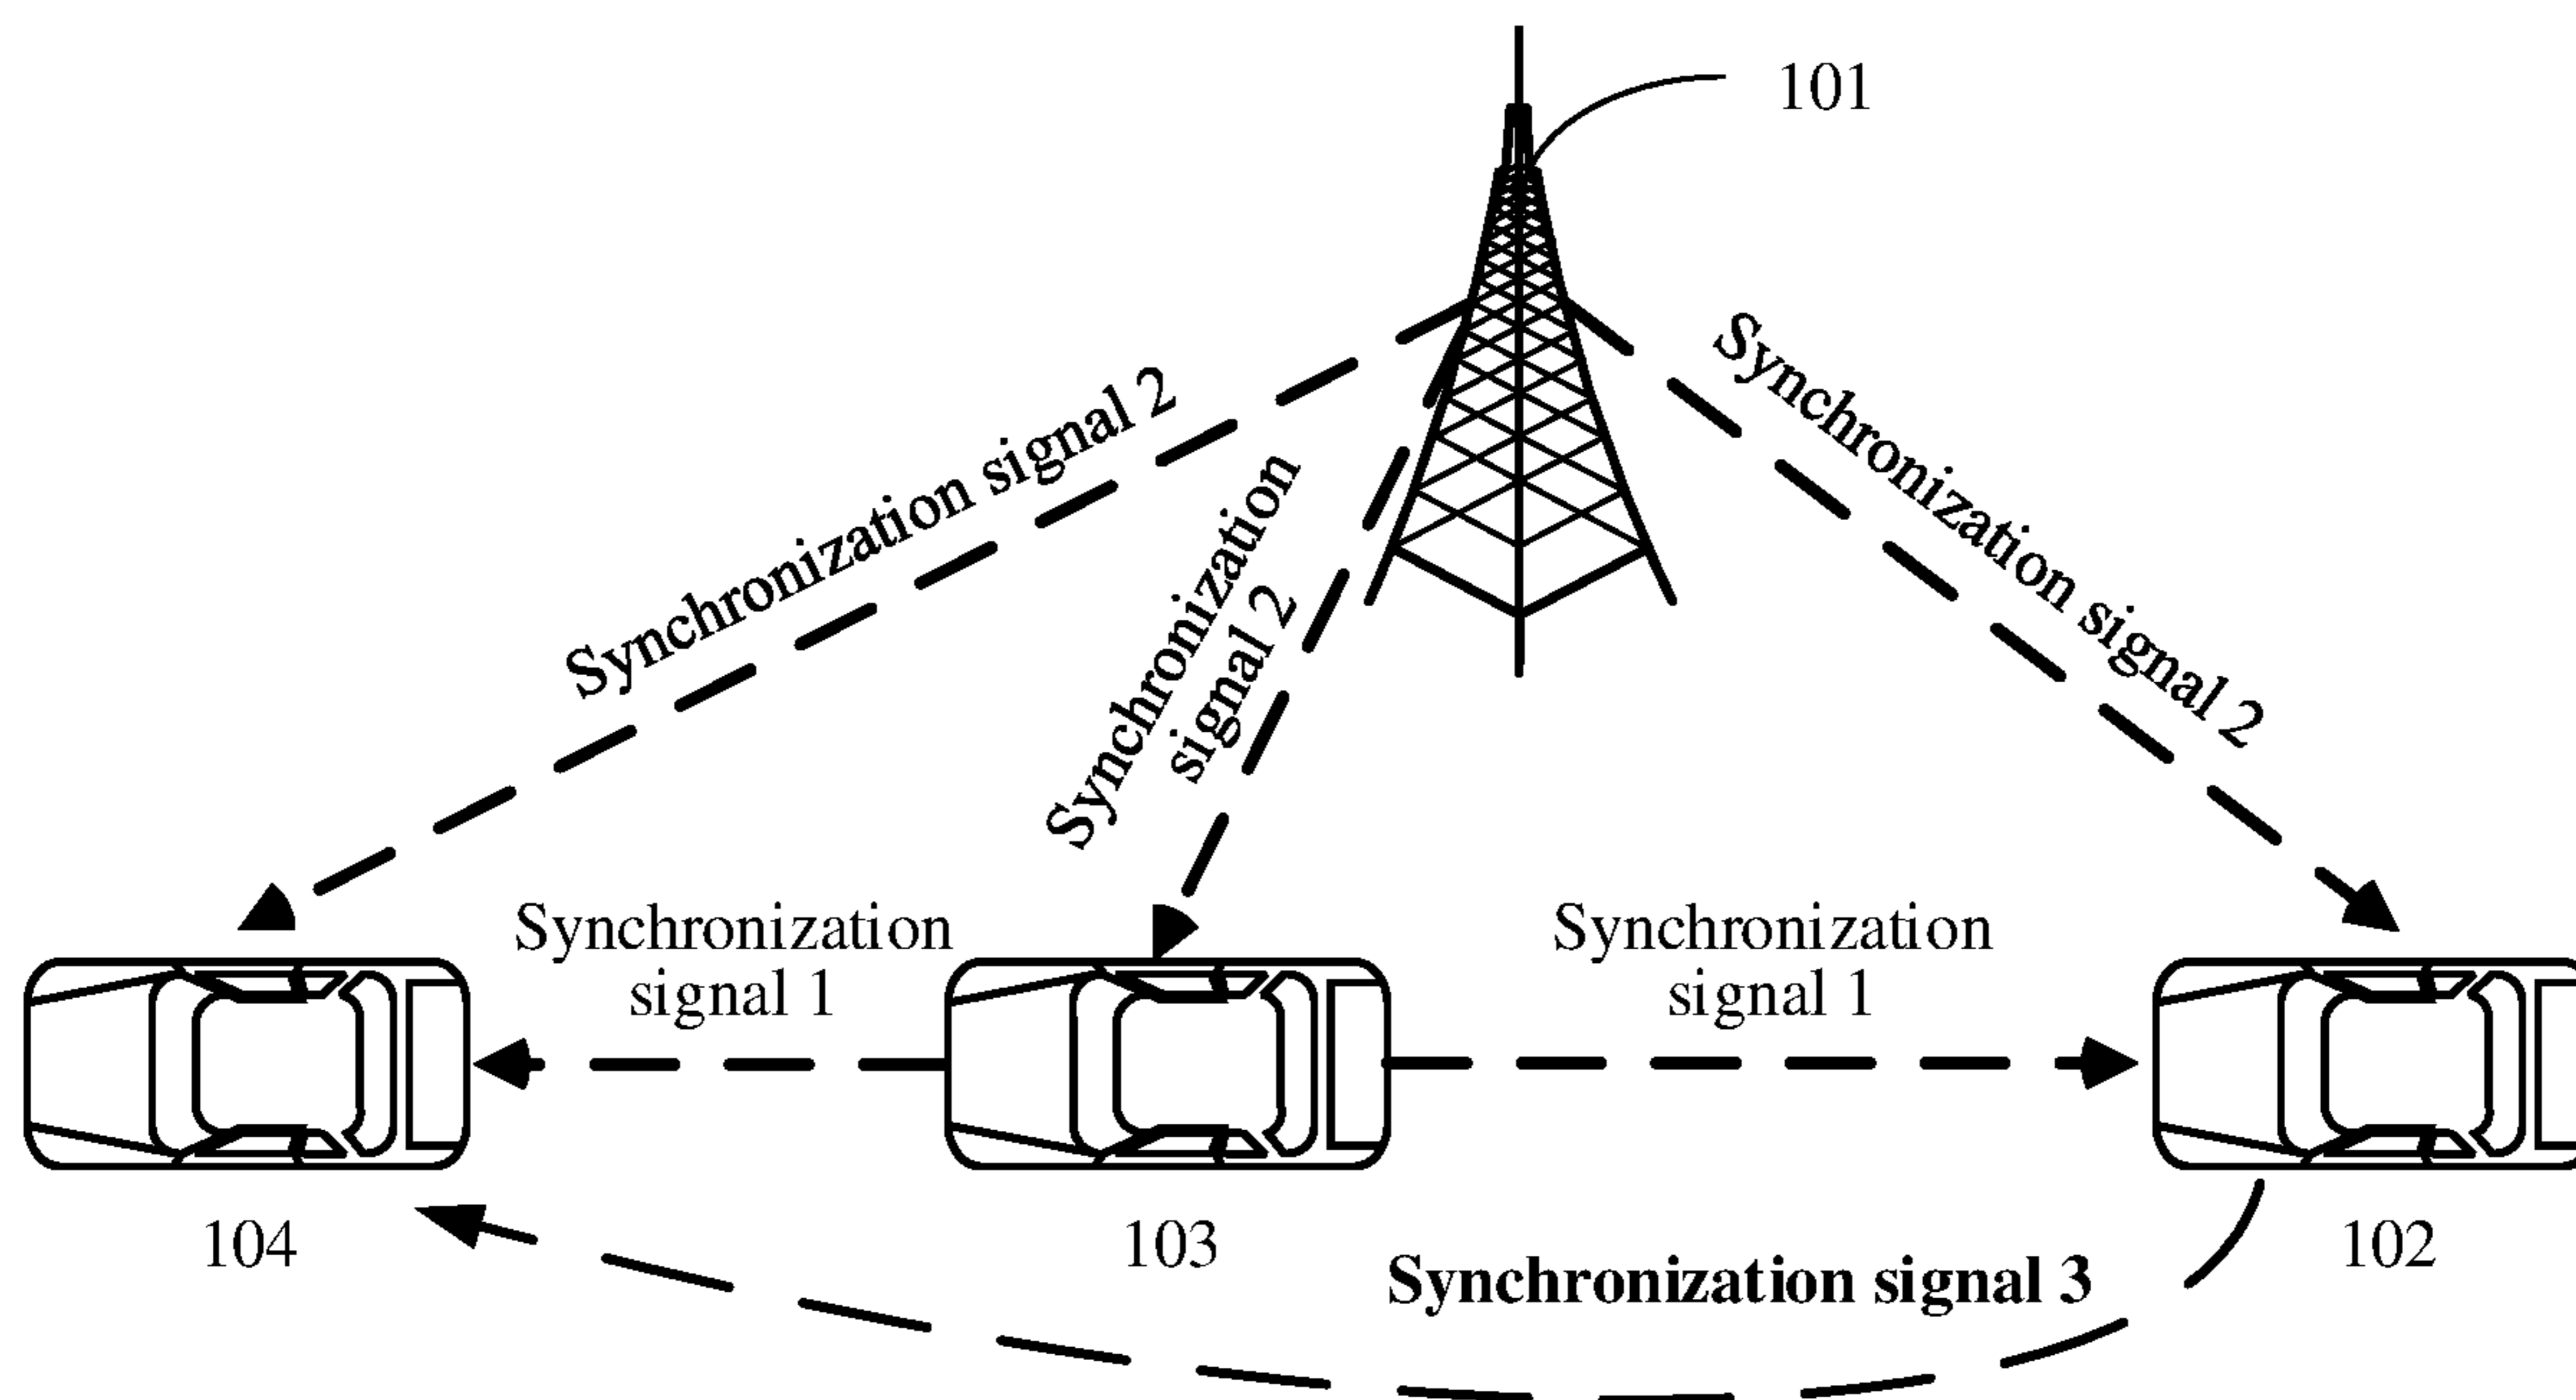 101
Synchronization signal 2
Synchronization
signal 2
Synchronization signal 2
Synchronization
signal 1
Synchronization
signal 1
104
103
102
Synchronization signal 3